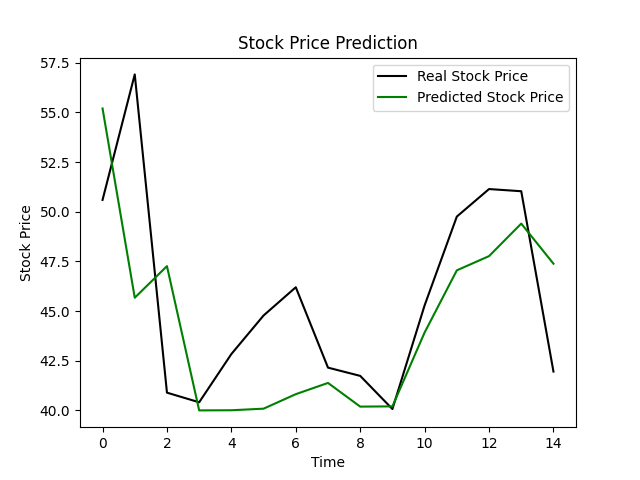 Stock Price Prediction
Real Stock Price
Predicted Stock Price
Stock Price
57.5
55.0
52.5
50.0
47.5
45.0
42.5
40.0
0 2 4 6 8 10 12 14
Time